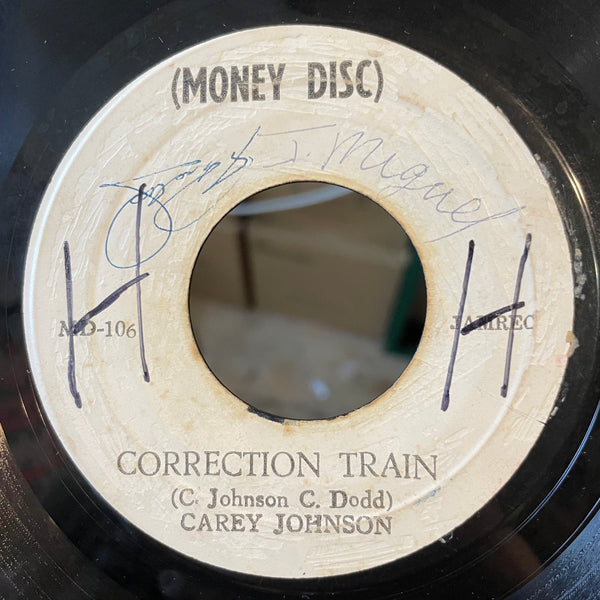 (MONEY DISC)
J. Miguel
H H
MD-106 JAMREC
CORRECTION TRAIN
(C. Johnson C. Dodd)
CAREY JOHNSON